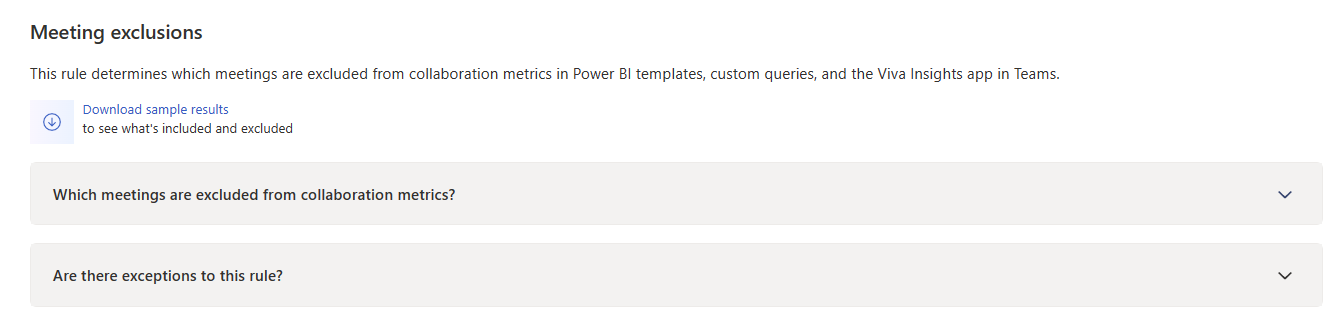 Meeting exclusions
This rule determines which meetings are excluded from collaboration metrics in Power BI templates, custom queries, and the Viva Insights app in Teams.
Download sample results
to see what's included and excluded
Which meetings are excluded from collaboration metrics?
Are there exceptions to this rule?